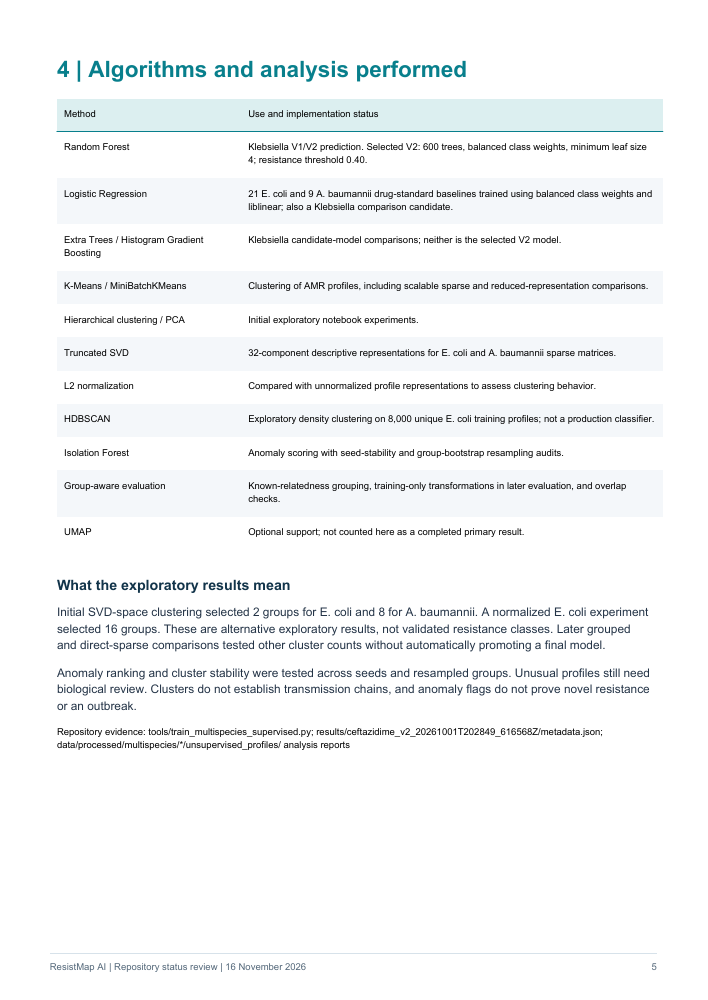 4 | Algorithms and analysis performed
Method
Use and implementation status
Random Forest
Klebsiella V1/V2 prediction. Selected V2: 600 trees, balanced class weights, minimum leaf size
4; resistance threshold 0.40.
Logistic Regression
21 E. coli and 9 A. baumannii drug-standard baselines trained using balanced class weights and
liblinear; also a Klebsiella comparison candidate.
Extra Trees / Histogram Gradient
Boosting
Klebsiella candidate-model comparisons; neither is the selected V2 model.
K-Means / MiniBatchKMeans
Clustering of AMR profiles, including scalable sparse and reduced-representation comparisons.
Hierarchical clustering / PCA
Initial exploratory notebook experiments.
Truncated SVD
32-component descriptive representations for E. coli and A. baumannii sparse matrices.
L2 normalization
Compared with unnormalized profile representations to assess clustering behavior.
HDBSCAN
Exploratory density clustering on 8,000 unique E. coli training profiles; not a production classifier.
Isolation Forest
Anomaly scoring with seed-stability and group-bootstrap resampling audits.
Group-aware evaluation
Known-relatedness grouping, training-only transformations in later evaluation, and overlap
checks.
UMAP
Optional support; not counted here as a completed primary result.
What the exploratory results mean
Initial SVD-space clustering selected 2 groups for E. coli and 8 for A. baumannii. A normalized E. coli experiment
selected 16 groups. These are alternative exploratory results, not validated resistance classes. Later grouped
and direct-sparse comparisons tested other cluster counts without automatically promoting a final model.
Anomaly ranking and cluster stability were tested across seeds and resampled groups. Unusual profiles still need
biological review. Clusters do not establish transmission chains, and anomaly flags do not prove novel resistance
or an outbreak.
Repository evidence: tools/train_multispecies_supervised.py; results/ceftazidime_v2_20261001T202849_616568Z/metadata.json;
data/processed/multispecies/*/unsupervised_profiles/ analysis reports
ResistMap AI | Repository status review | 16 November 2026
5